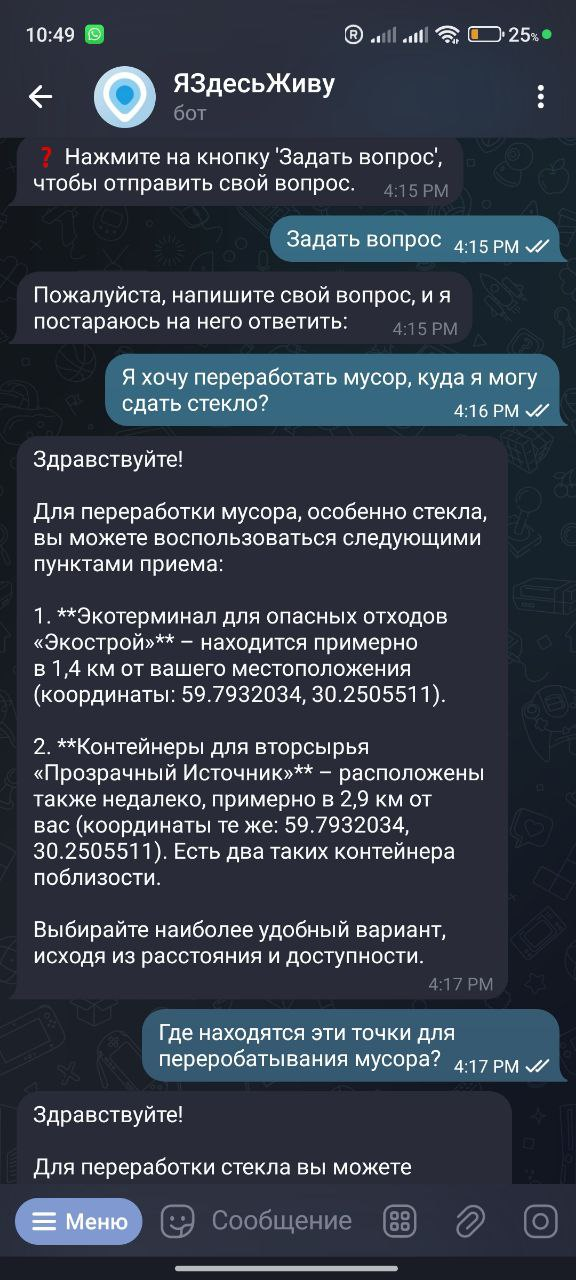 10:49
R
25%
ЯЗдесьЖиву
бот
❓ Нажмите на кнопку 'Задать вопрос',
чтобы отправить свой вопрос. 4:15 PM
Задать вопрос 4:15 PM
Пожалуйста, напишите свой вопрос, и я
постараюсь на него ответить: 4:15 PM
Я хочу переработать мусор, куда я могу
сдать стекло? 4:16 PM
Здравствуйте!
Для переработки мусора, особенно стекла,
вы можете воспользоваться следующими
пунктами приема:
1. **Экотерминал для опасных отходов
«Экострой»** – находится примерно
в 1,4 км от вашего местоположения
(координаты: 59.7932034, 30.2505511).
2. **Контейнеры для вторсырья
«Прозрачный Источник»** – расположены
также недалеко, примерно в 2,9 км от
вас (координаты те же: 59.7932034,
30.2505511). Есть два таких контейнера
поблизости.
Выбирайте наиболее удобный вариант,
исходя из расстояния и доступности.
4:17 PM
Где находятся эти точки для
переробатывания мусора? 4:17 PM
Здравствуйте!
Для переработки стекла вы можете
Меню
Сообщение